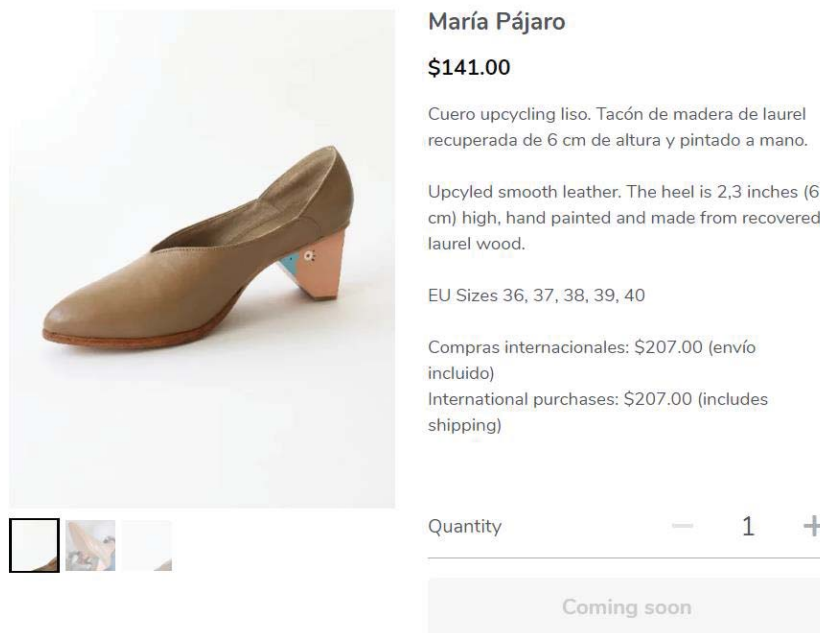 María Pájaro
$141.00
Cuero upcycling liso. Tacón de madera de laurel
recuperada de 6 cm de altura y pintado a mano.
Upcyled smooth leather. The heel is 2,3 inches (6
cm) high, hand painted and made from recovered
laurel wood.
EU Sizes 36, 37, 38, 39, 40
Compras internacionales: $207.00 (envío
incluido)
International purchases: $207.00 (includes
shipping)
Quantity − 1 +
Coming soon